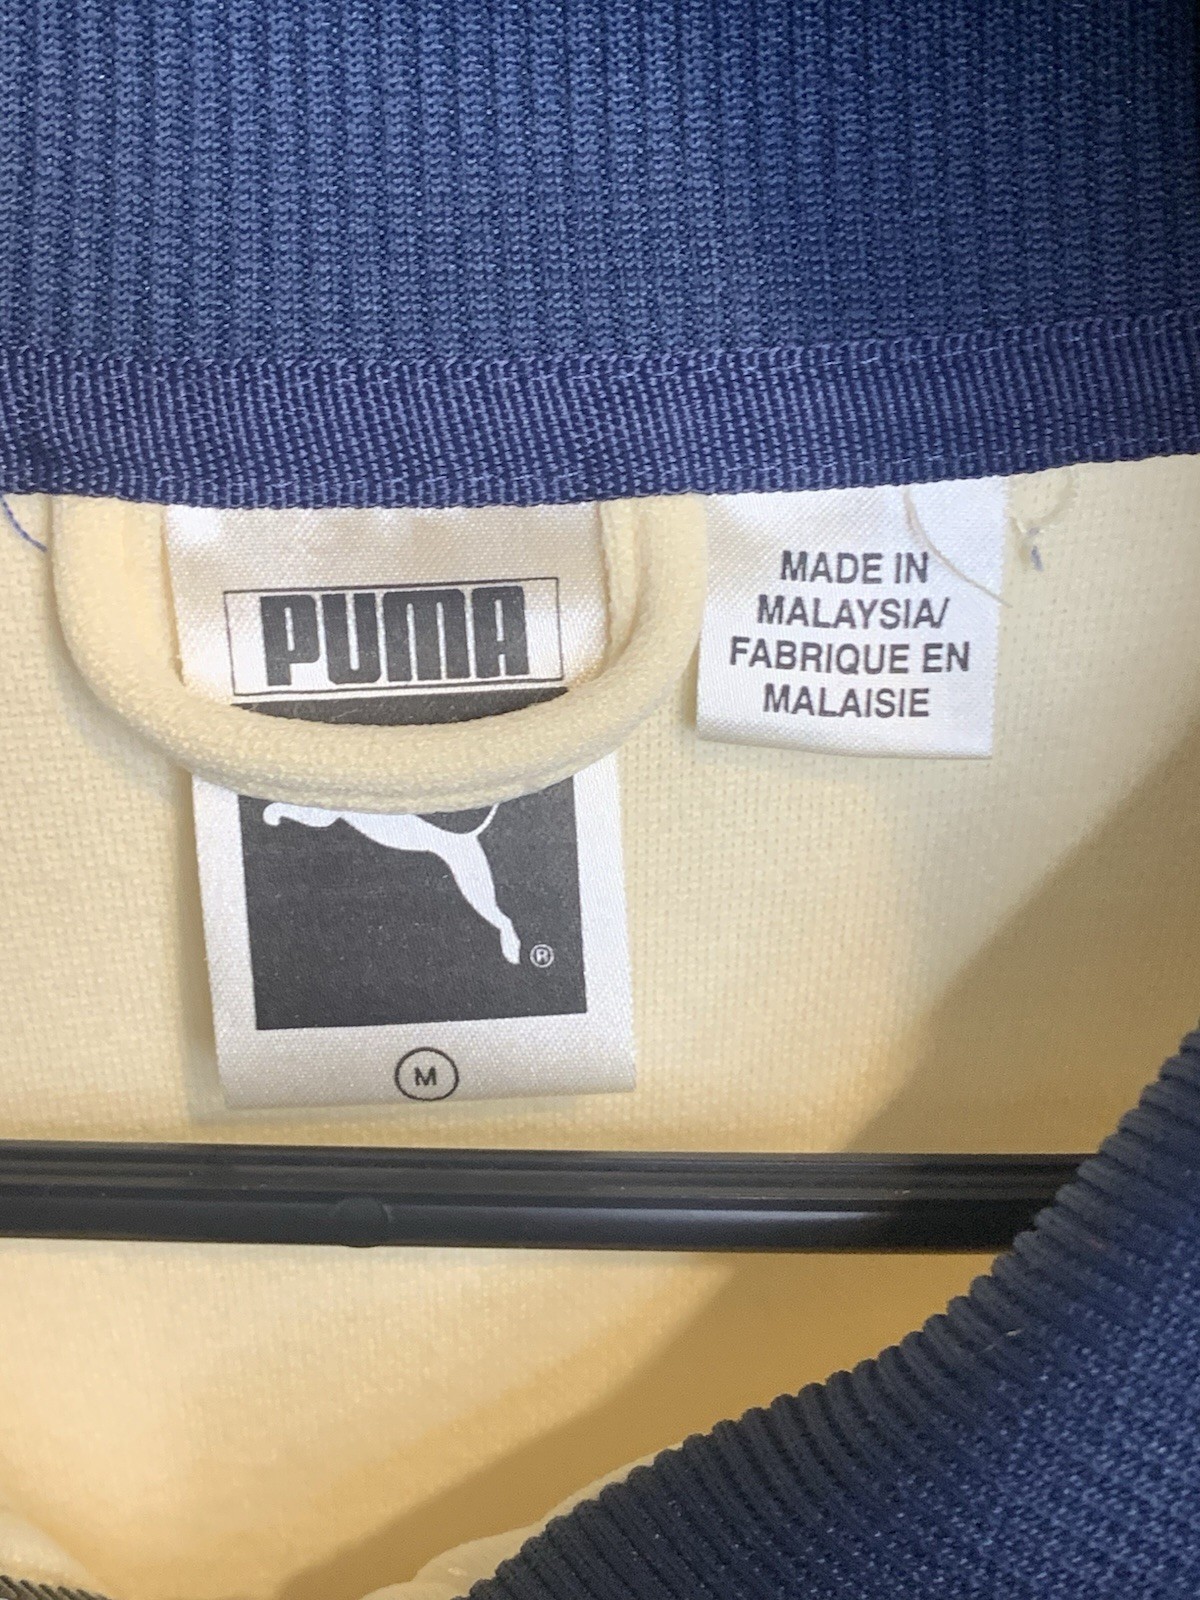 PUMA
®
M
MADE IN
MALAYSIA/
FABRIQUE EN
MALAISIE